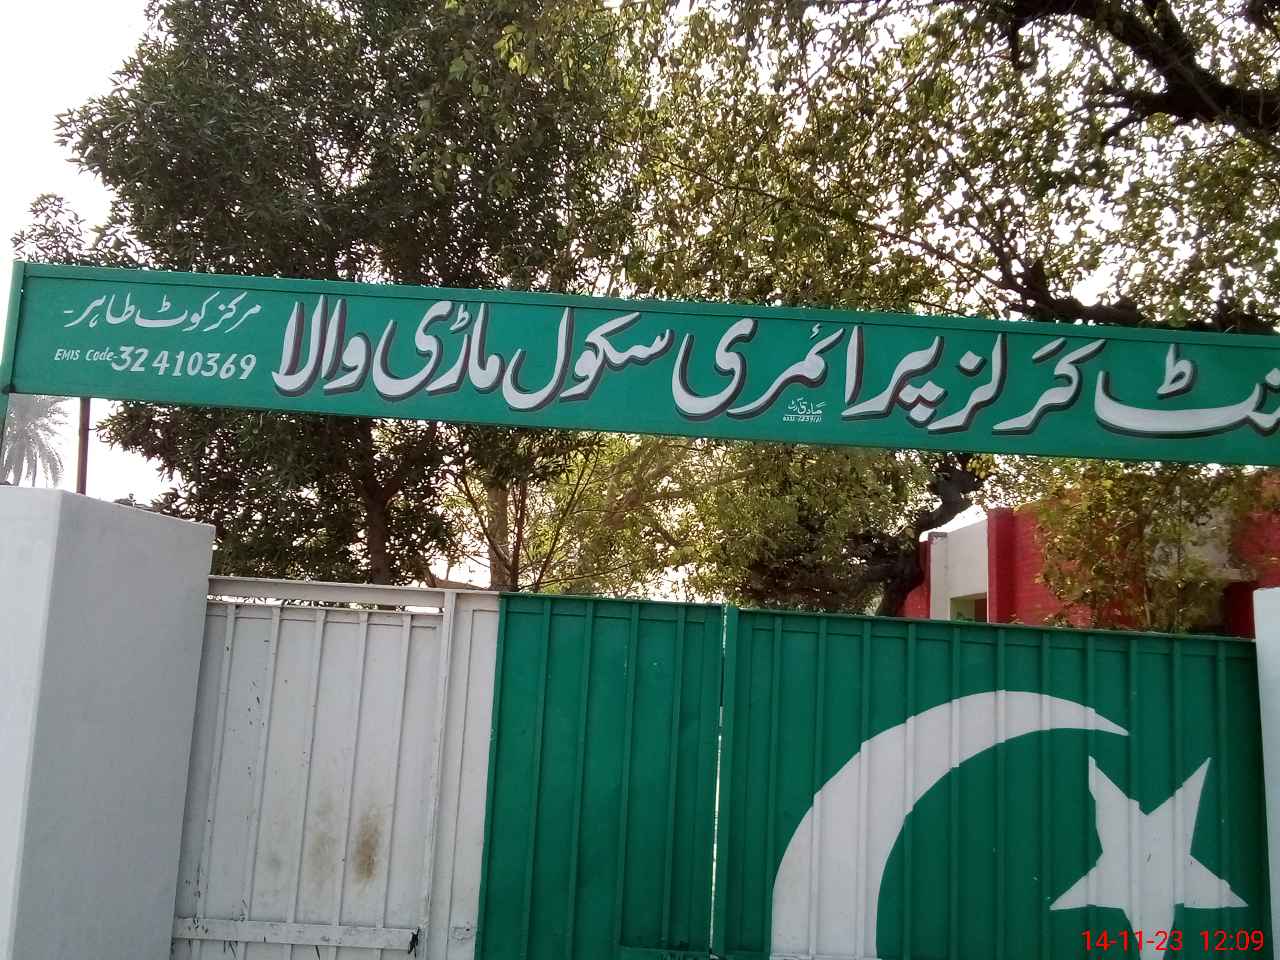 نٹ گرلز پرائمری سکول ماڑی والا
مرکز کوٹ طاہر۔
EMIS Code-32410369
14-11-23 12:09